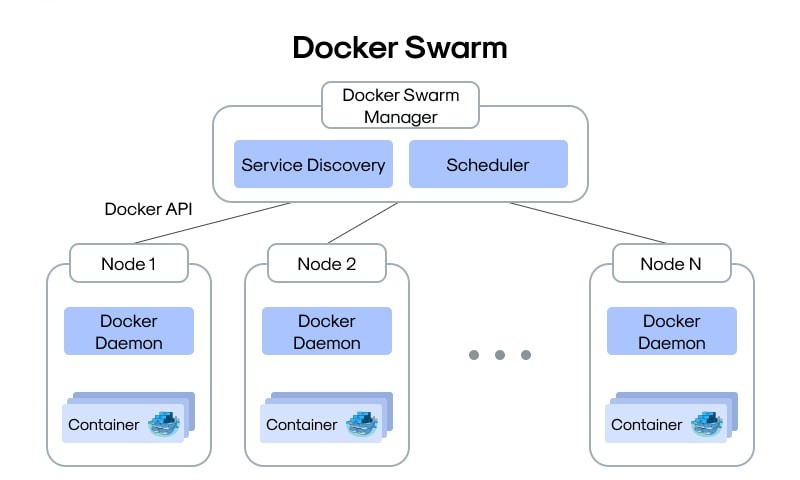 Docker Swarm
Docker Swarm
Manager
Service Discovery
Scheduler
Docker API
Node 1
Node 2
Node N
Docker
Daemon
Docker
Daemon
Docker
Daemon
Container
Container
Container